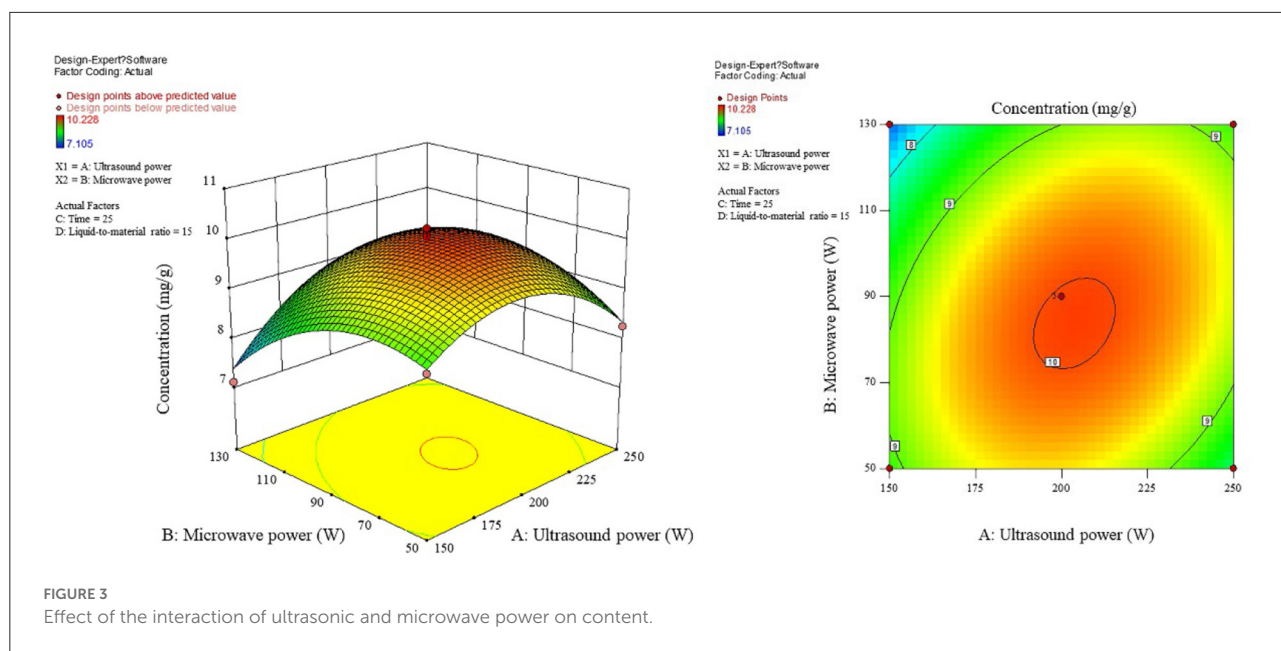 Design-Expert?Software
Factor Coding: Actual
Design points above predicted value
Design points below predicted value
10.228
7.105
X1 = A: Ultrasound power
X2 = B: Microwave power
Actual Factors
C: Time = 25
D: Liquid-to-material ratio = 15
Concentration (mg/g)
11
10
9
8
7
130
110
90
70
50
150
175
200
225
250
B: Microwave power (W)
A: Ultrasound power (W)
Design-Expert?Software
Factor Coding: Actual
Design Points
10.228
7.105
X1 = A: Ultrasound power
X2 = B: Microwave power
Actual Factors
C: Time = 25
D: Liquid-to-material ratio = 15
Concentration (mg/g)
B: Microwave power (W)
130
110
90
70
50
8
9
9
5
10
9
9
150
175
200
225
250
A: Ultrasound power (W)
FIGURE 3
Effect of the interaction of ultrasonic and microwave power on content.